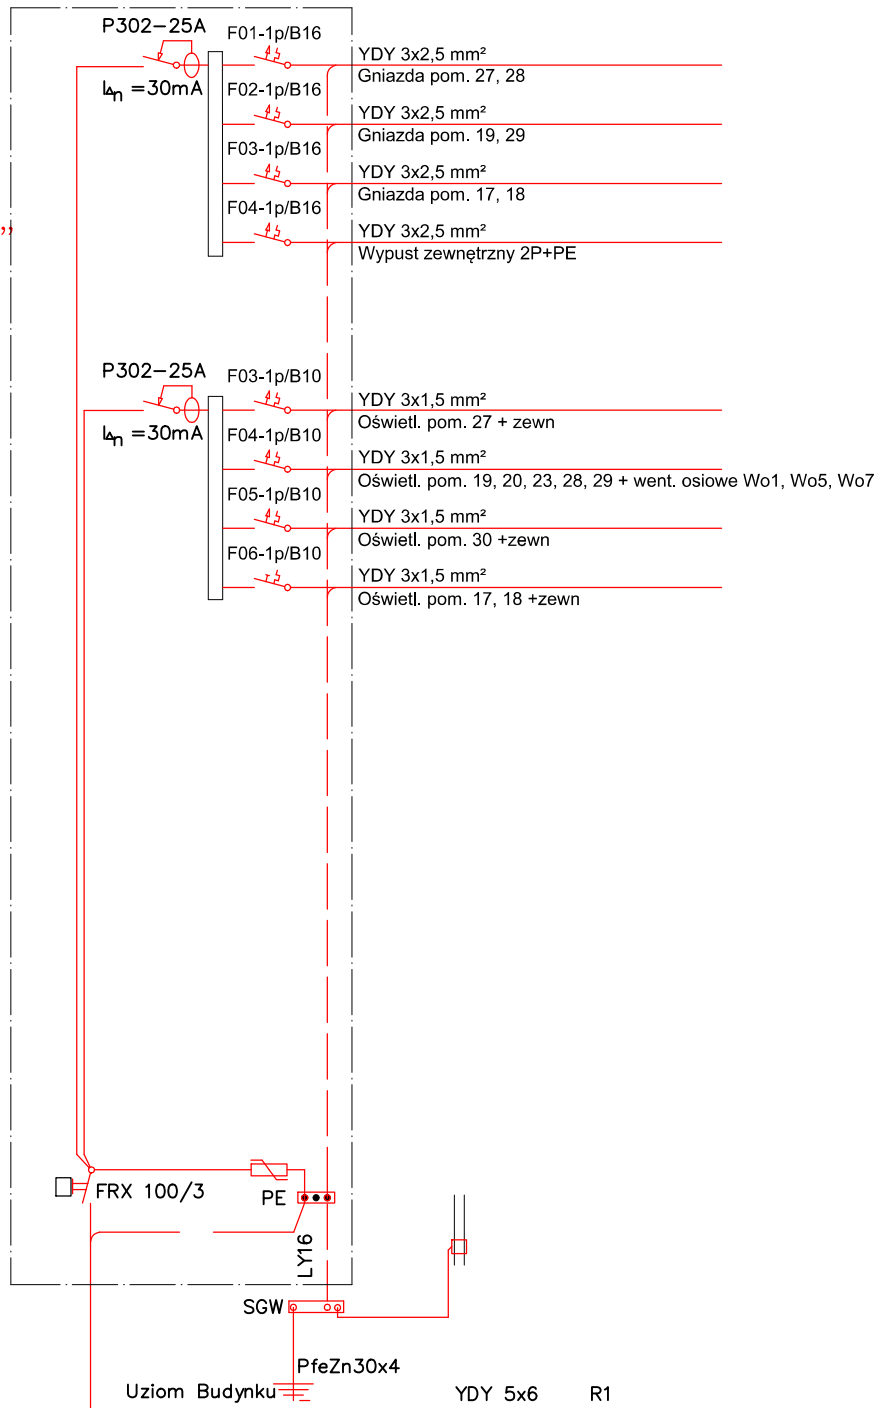 P302-25A
F01-1p/B16
YDY 3x2,5 mm²
Gniazda pom. 27, 28
IΔn =30mA
F02-1p/B16
YDY 3x2,5 mm²
Gniazda pom. 19, 29
F03-1p/B16
YDY 3x2,5 mm²
Gniazda pom. 17, 18
F04-1p/B16
”
YDY 3x2,5 mm²
Wypust zewnętrzny 2P+PE
P302-25A
F03-1p/B10
YDY 3x1,5 mm²
Oświetl. pom. 27 + zewn
IΔn =30mA
F04-1p/B10
YDY 3x1,5 mm²
Oświetl. pom. 19, 20, 23, 28, 29 + went. osiowe Wo1, Wo5, Wo7
F05-1p/B10
YDY 3x1,5 mm²
Oświetl. pom. 30 +zewn
F06-1p/B10
YDY 3x1,5 mm²
Oświetl. pom. 17, 18 +zewn
FRX 100/3
PE
LY16
SGW
PfeZn30x4
Uziom Budynku
YDY 5x6
R1